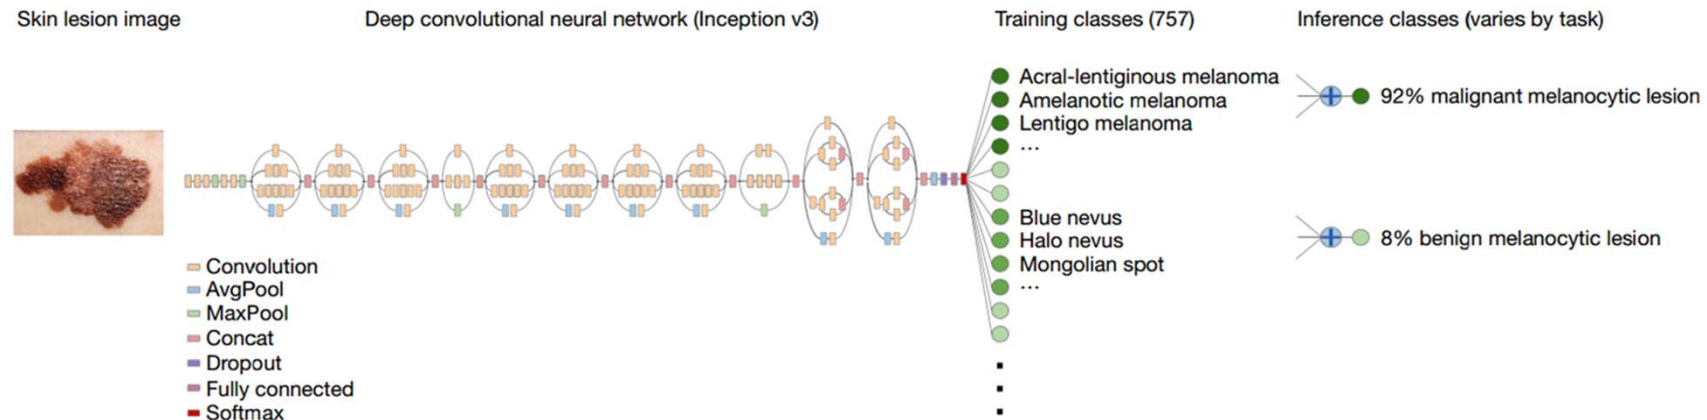 Skin lesion image
Deep convolutional neural network (Inception v3)
Training classes (757)
Inference classes (varies by task)
Acral-lentiginous melanoma
Amelanotic melanoma
Lentigo melanoma
...
Blue nevus
Halo nevus
Mongolian spot
...
92% malignant melanocytic lesion
8% benign melanocytic lesion
Convolution
AvgPool
MaxPool
Concat
Dropout
Fully connected
Softmax